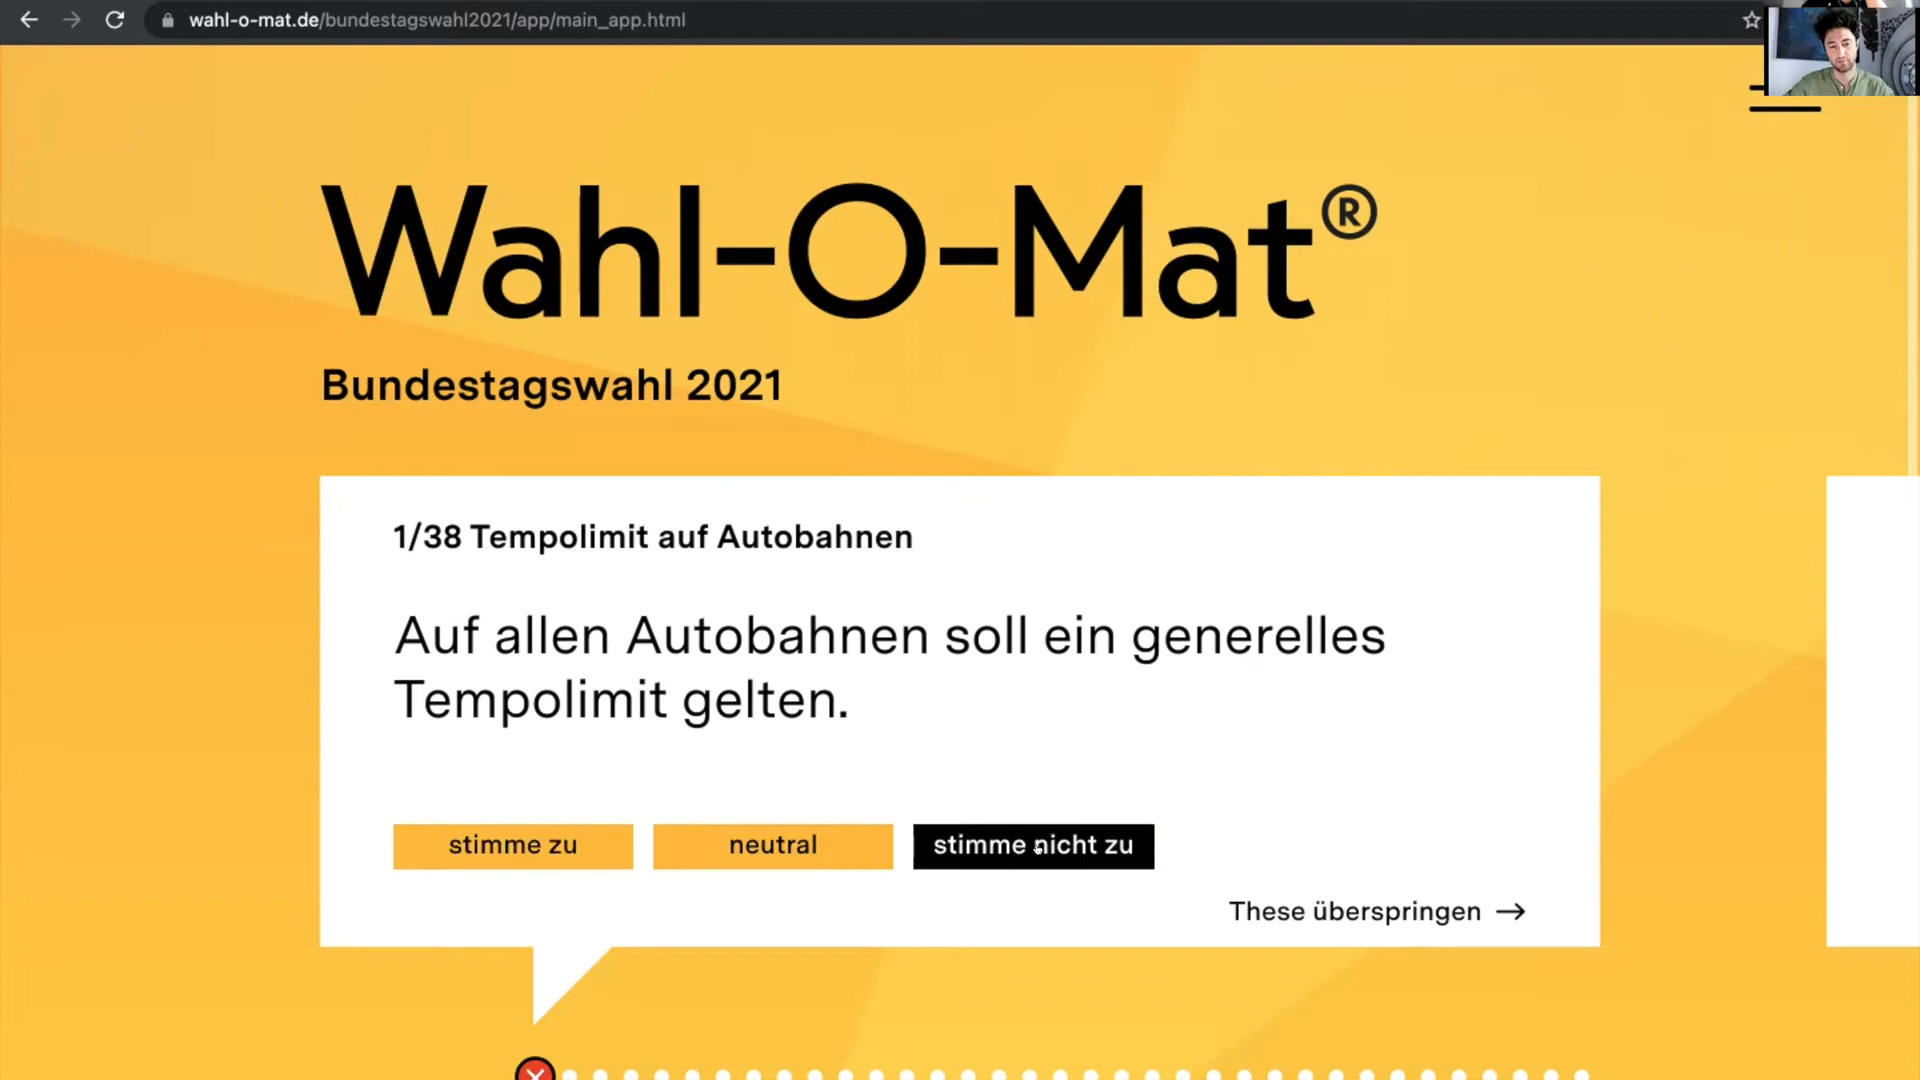 wahl-o-mat.de/bundestagswahl2021/app/main_app.html
Wahl-O-Mat®
Bundestagswahl 2021
1/38 Tempolimit auf Autobahnen
Auf allen Autobahnen soll ein generelles
Tempolimit gelten.
stimme zu
neutral
stimme nicht zu
These überspringen →